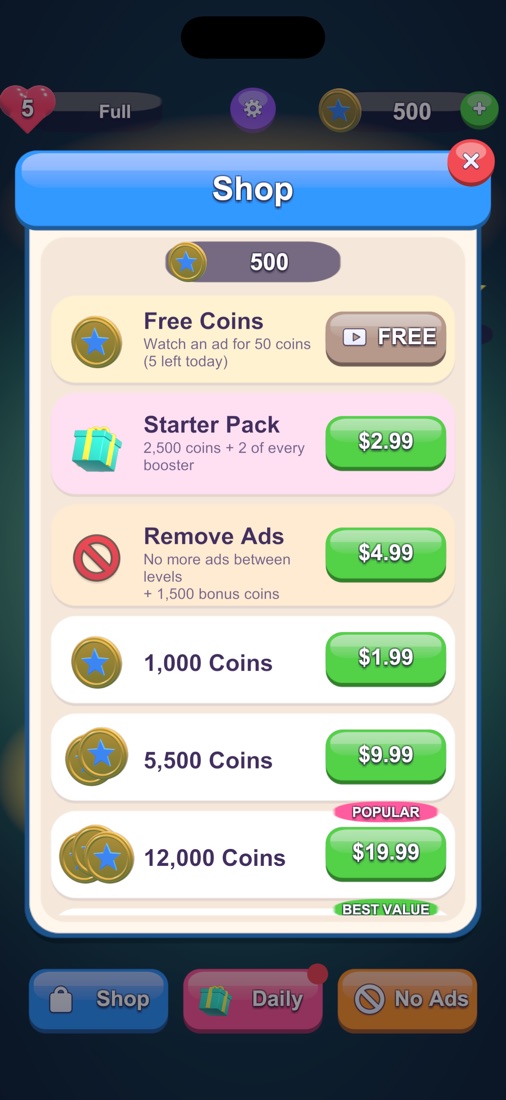 5
Full
500
+
Shop
500
Free Coins
Watch an ad for 50 coins
(5 left today)
FREE
Starter Pack
2,500 coins + 2 of every
booster
$2.99
Remove Ads
No more ads between
levels
+ 1,500 bonus coins
$4.99
1,000 Coins
$1.99
5,500 Coins
$9.99
POPULAR
12,000 Coins
$19.99
BEST VALUE
Shop
Daily
No Ads